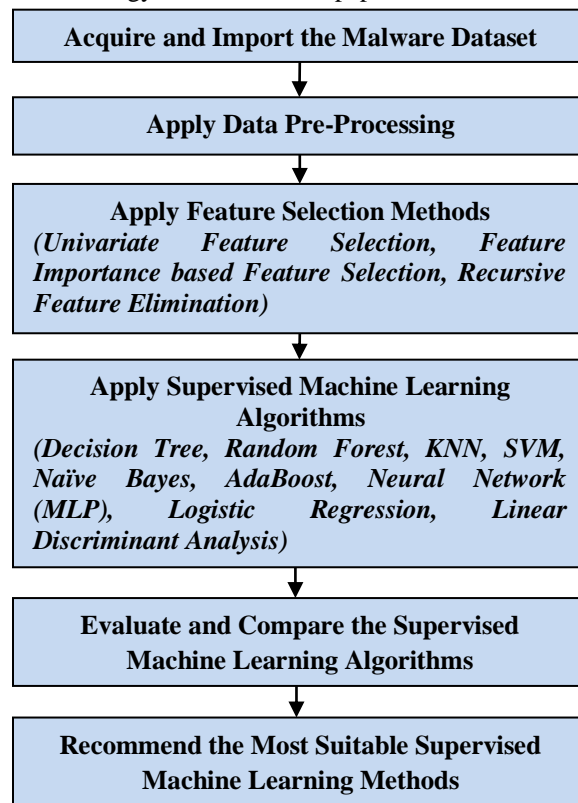 Acquire and Import the Malware Dataset
Apply Data Pre-Processing
Apply Feature Selection Methods
(Univariate Feature Selection, Feature
Importance based Feature Selection, Recursive
Feature Elimination)
Apply Supervised Machine Learning
Algorithms
(Decision Tree, Random Forest, KNN, SVM,
Naïve Bayes, AdaBoost, Neural Network
(MLP), Logistic Regression, Linear
Discriminant Analysis)
Evaluate and Compare the Supervised
Machine Learning Algorithms
Recommend the Most Suitable Supervised
Machine Learning Methods